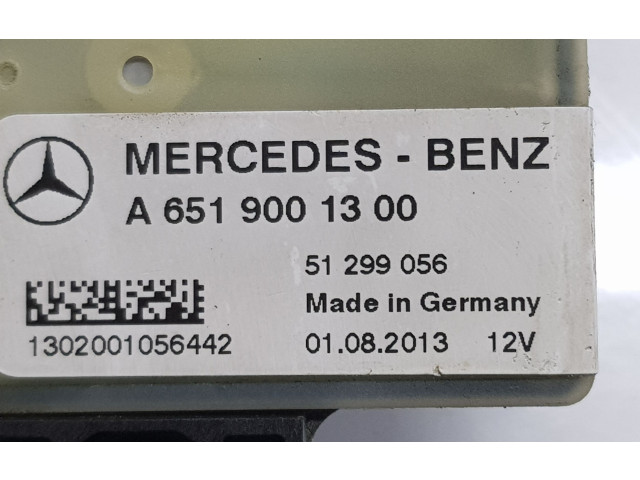 MERCEDES - BENZ
A 651 900 13 00
51 299 056
Made in Germany
1302001056442 01.08.2013 12V